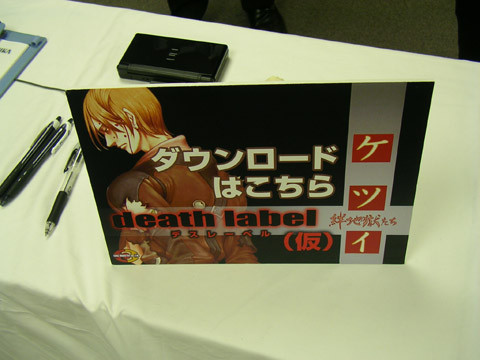 ダウンロード
はこちら
death label
デスレーベル
(仮)
ケツイ
絆地獄たち